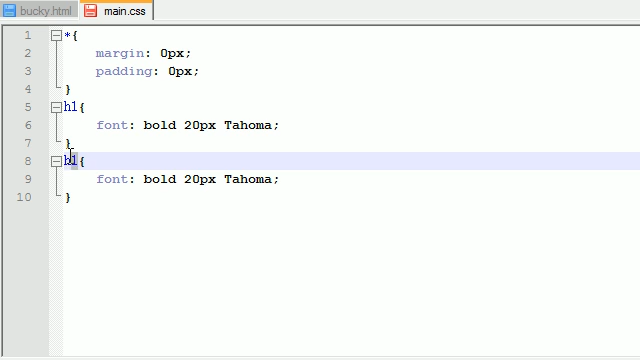 bucky.html main.css
1 *{
2 margin: 0px;
3 padding: 0px;
4 }
5 h1{
6 font: bold 20px Tahoma;
7 }
8 h1{
9 font: bold 20px Tahoma;
10 }